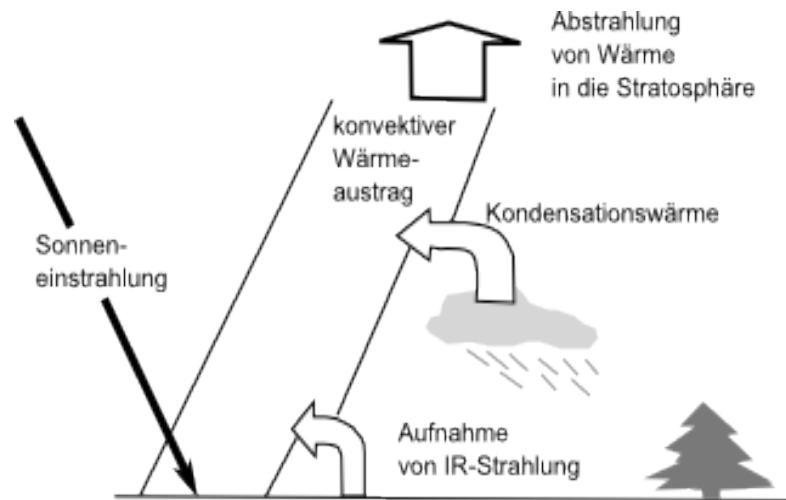 Abstrahlung
von Wärme
in die Stratosphäre
konvektiver
Wärme-
austrag
Kondensationswärme
Sonnen-
einstrahlung
Aufnahme
von IR-Strahlung